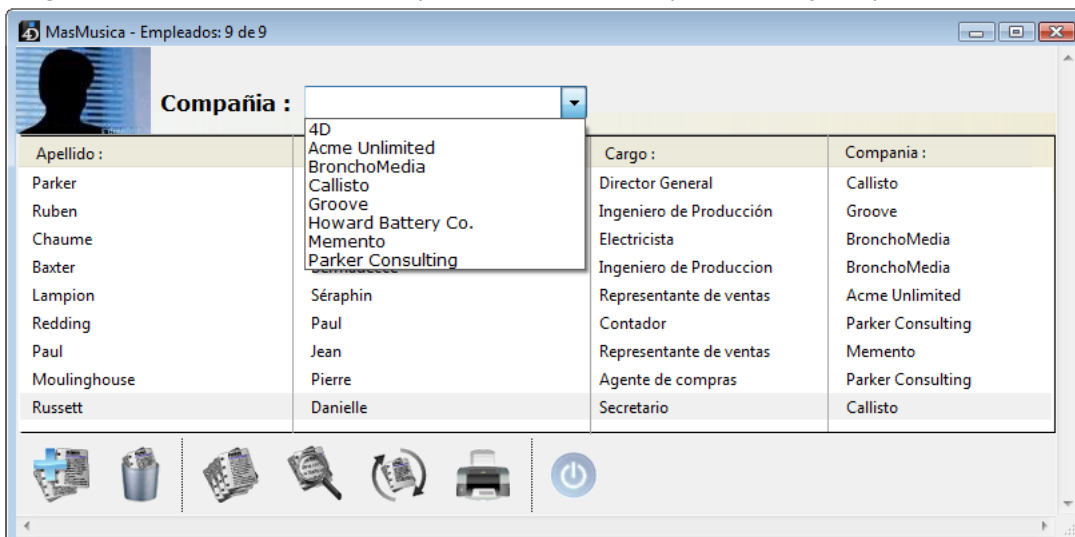 MasMusica - Empleados: 9 de 9
Compañia :
4D
Acme Unlimited
BronchoMedia
Callisto
Groove
Howard Battery Co.
Memento
Parker Consulting
Apellido : Cargo : Compania :
Parker Director General Callisto
Ruben Ingeniero de Producción Groove
Chaume Electricista BronchoMedia
Baxter Ingeniero de Produccion BronchoMedia
Lampion Séraphin Representante de ventas Acme Unlimited
Redding Paul Contador Parker Consulting
Paul Jean Representante de ventas Memento
Moulinghouse Pierre Agente de compras Parker Consulting
Russett Danielle Secretario Callisto